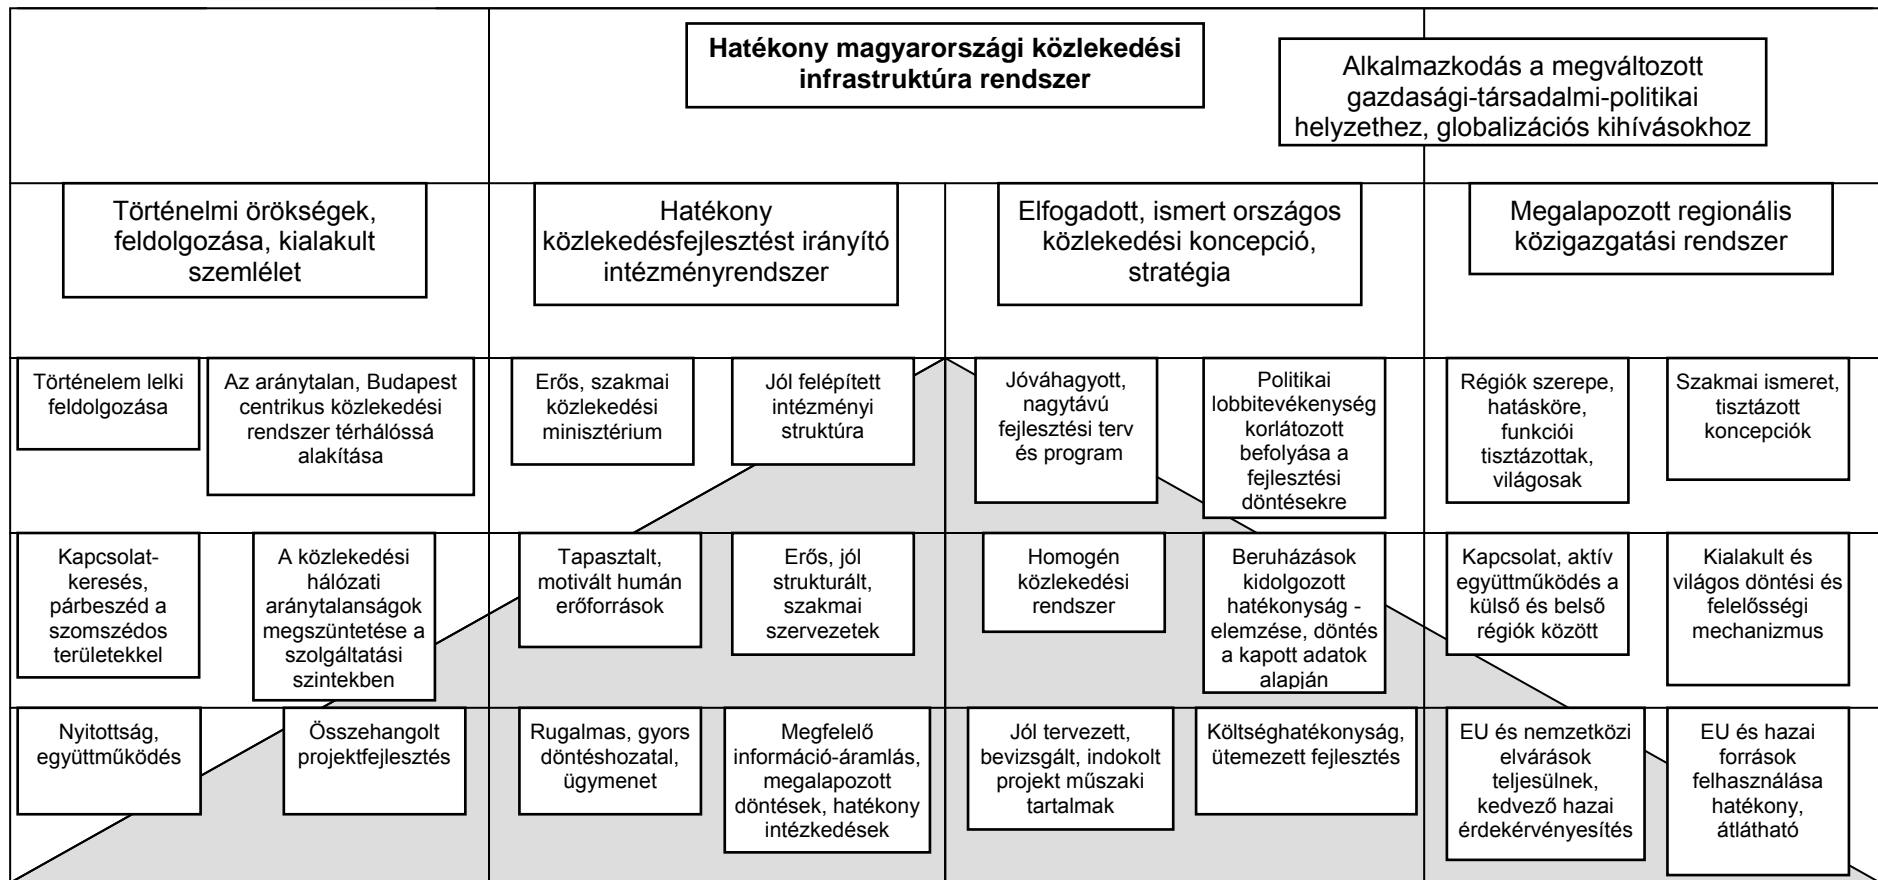 Hatékony magyarországi közlekedési
infrastruktúra rendszer
Alkalmazkodás a megváltozott
gazdasági-társadalmi-politikai
helyzethez, globalizációs kihívásokhoz
Történelmi örökségek,
feldolgozása, kialakult
szemlélet
Hatékony
közlekedésfejlesztést irányító
intézményrendszer
Elfogadott, ismert országos
közlekedési koncepció,
stratégia
Megalapozott regionális
közigazgatási rendszer
Történelem lelki
feldolgozása
Az aránytalan, Budapest
centrikus közlekedési
rendszer térhálóssá
alakítása
Erős, szakmai
közlekedési
minisztérium
Jól felépített
intézményi
struktúra
Jóváhagyott,
nagytávú
fejlesztési terv
és program
Politikai
lobbitevékenység
korlátozott
befolyása a
fejlesztési
döntésekre
Régiók szerepe,
hatásköre,
funkciói
tisztázottak,
világosak
Szakmai ismeret,
tisztázott
koncepciók
Kapcsolat-
keresés,
párbeszéd a
szomszédos
területekkel
A közlekedési
hálózati
aránytalanságok
megszüntetése a
szolgáltatási
szintekben
Tapasztalt,
motivált humán
erőforrások
Erős, jól
strukturált,
szakmai
szervezetek
Homogén
közlekedési
rendszer
Beruházások
kidolgozott
hatékonyság -
elemzése, döntés
a kapott adatok
alapján
Kapcsolat, aktív
együttműködés a
külső és belső
régiók között
Kialakult és
világos döntési és
felelősségi
mechanizmus
Nyitottság,
együttműködés
Összehangolt
projektfejlesztés
Rugalmas, gyors
döntéshozatal,
ügymenet
Megfelelő
információ-áramlás,
megalapozott
döntések, hatékony
intézkedések
Jól tervezett,
bevizsgált, indokolt
projekt műszaki
tartalmak
Költséghatékonyság,
ütemezett fejlesztés
EU és nemzetközi
elvárások
teljesülnek,
kedvező hazai
érdekérvényesítés
EU és hazai
források
felhasználása
hatékony,
átlátható